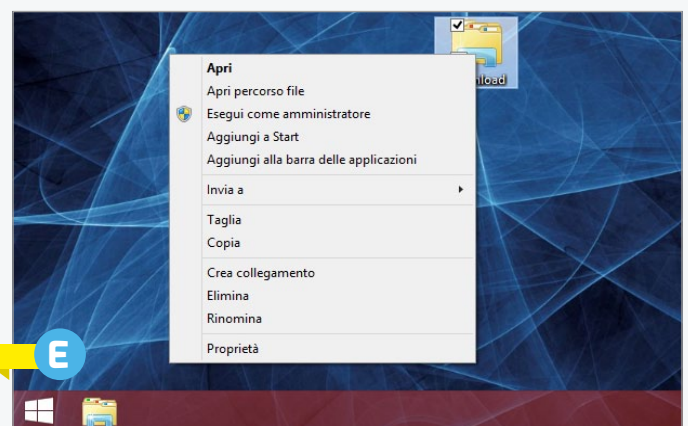 Apri
Apri percorso file
Esegui come amministratore
Aggiungi a Start
Aggiungi alla barra delle applicazioni
Invia a
Taglia
Copia
Crea collegamento
Elimina
Rinomina
Proprietà
E